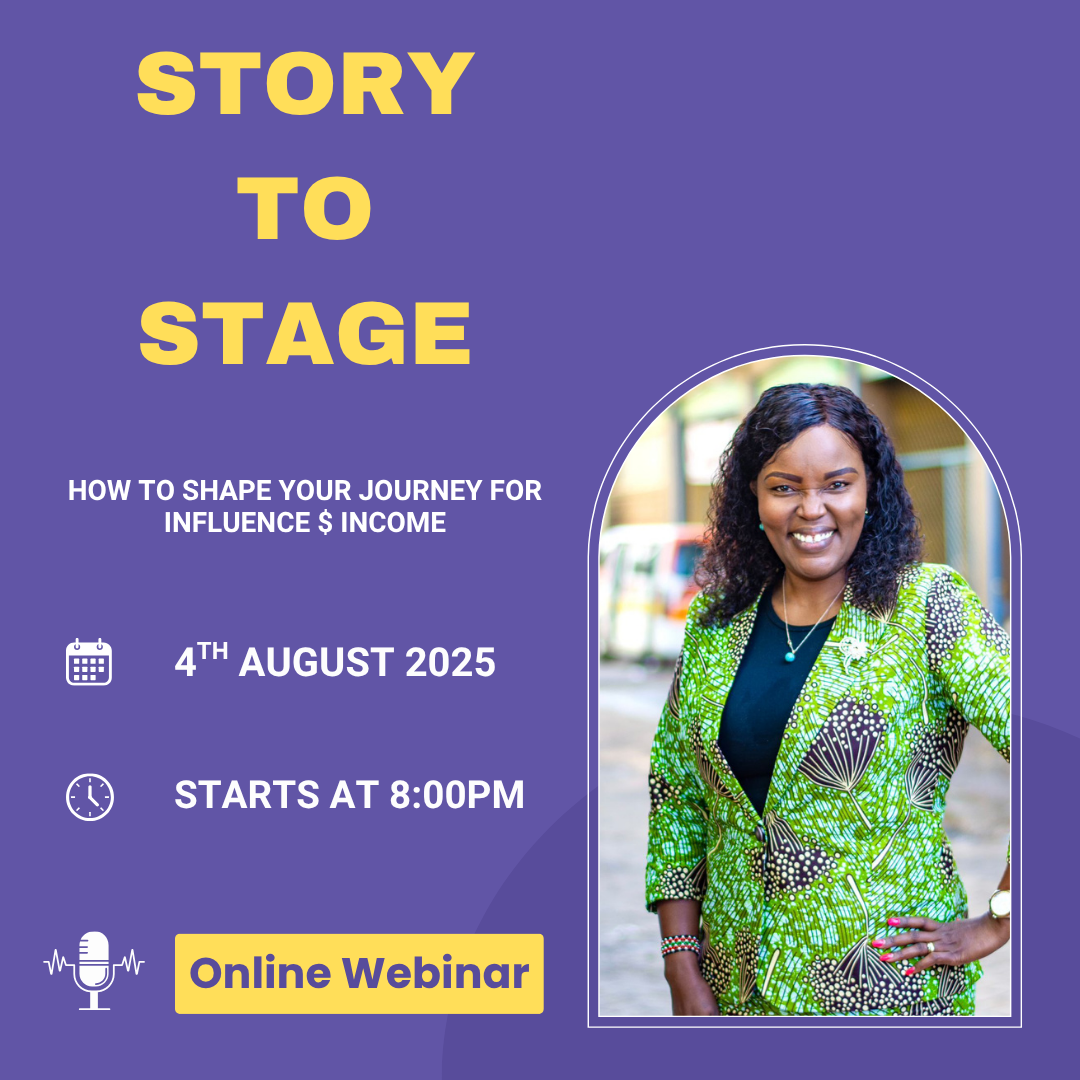 STORY
TO
STAGE
HOW TO SHAPE YOUR JOURNEY FOR
INFLUENCE $ INCOME
4TH AUGUST 2025
STARTS AT 8:00PM
Online Webinar